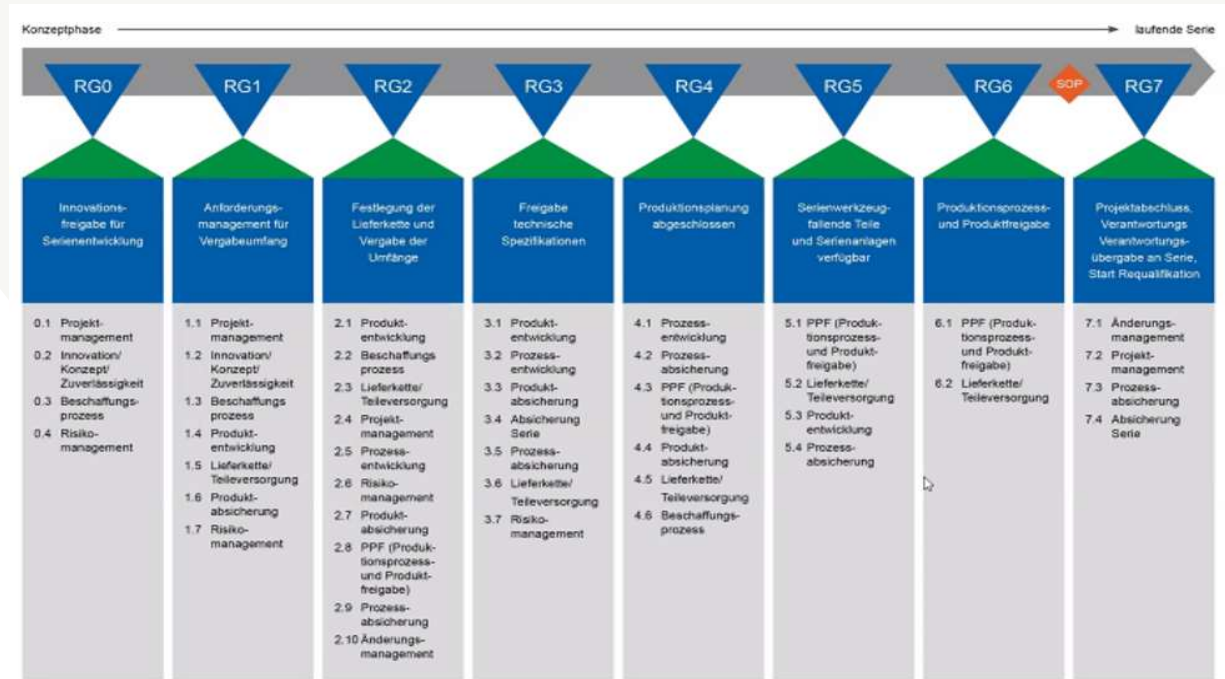 Konzeptphase
laufende Serie
RG0
RG1
RG2
RG3
RG4
RG5
RG6
SOP
RG7
Innovations-
freigabe für
Serienentwicklung
Anforderungs-
management für
Vergabeumfang
Festlegung der
Lieferkette und
Vergabe der
Umfänge
Freigabe
technische
Spezifikationen
Produktionsplanung
abgeschlossen
Serienwerkzeug-
fallende Teile
und Serienanlagen
verfügbar
Produktionsprozess-
und Produktfreigabe
Projektabschluss,
Verantwortungs
Verantwortungs-
übergabe an Serie,
Start Requalifikation
0.1 Projekt-
management
0.2 Innovation/
Konzept/
Zuverlässigkeit
0.3 Beschaffungs-
prozess
0.4 Risiko-
management
1.1 Projekt-
management
1.2 Innovation/
Konzept/
Zuverlässigkeit
1.3 Beschaffungs
prozess
1.4 Produkt-
entwicklung
1.5 Lieferkette/
Teileversorgung
1.6 Produkt-
absicherung
1.7 Risiko-
management
2.1 Produkt-
entwicklung
2.2 Beschaffungs
prozess
2.3 Lieferkette/
Teileversorgung
2.4 Projekt-
management
2.5 Prozess-
entwicklung
2.6 Risiko-
management
2.7 Produkt-
absicherung
2.8 PPF (Produk-
tionsprozess-
und Produkt-
freigabe)
2.9 Prozess-
absicherung
2.10 Änderungs-
management
3.1 Produkt-
entwicklung
3.2 Prozess-
entwicklung
3.3 Produkt-
absicherung
3.4 Absicherung
Serie
3.5 Prozess-
absicherung
3.6 Lieferkette/
Teileversorgung
3.7 Risiko-
management
4.1 Prozess-
entwicklung
4.2 Prozess-
absicherung
4.3 PPF (Produk-
tionsprozess-
und Produkt-
freigabe)
4.4 Produkt-
absicherung
4.5 Lieferkette/
Teileversorgung
4.6 Beschaffungs-
prozess
5.1 PPF (Produk-
tionsprozess-
und Produkt-
freigabe)
5.2 Lieferkette/
Teileversorgung
5.3 Produkt-
entwicklung
5.4 Prozess-
absicherung
6.1 PPF (Produk-
tionsprozess-
und Produkt-
freigabe)
6.2 Lieferkette/
Teileversorgung
7.1 Änderungs-
management
7.2 Projekt-
management
7.3 Prozess-
absicherung
7.4 Absicherung
Serie